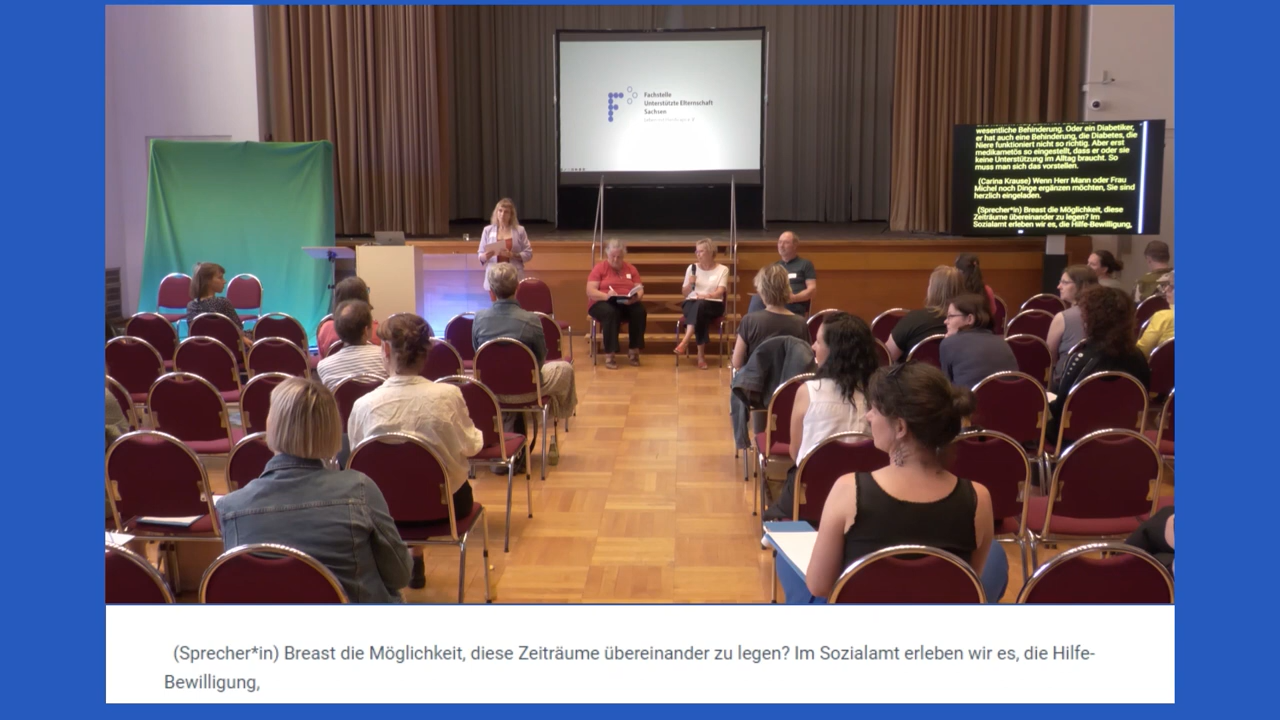 Fachstelle
Unterstützte Elternschaft
Sachsen
wesentliche Behinderung. Oder ein Diabetiker,
er hat auch eine Behinderung, die Diabetes, die
Niere funktioniert nicht so richtig. Aber erst
medikametös so eingestellt, dass er oder sie
keine Unterstützung im Alltag braucht. So
muss man sich das vorstellen.
(Carina Krause) Wenn Herr Mann oder Frau
Michel noch Dinge ergänzen möchten, Sie sind
herzlich eingeladen.
(Sprecher*in) Breast die Möglichkeit, diese
Zeiträume übereinander zu legen? Im
Sozialamt erleben wir es, die Hilfe-Bewilligung,
(Sprecher*in) Breast die Möglichkeit, diese Zeiträume übereinander zu legen? Im Sozialamt erleben wir es, die Hilfe-
Bewilligung,